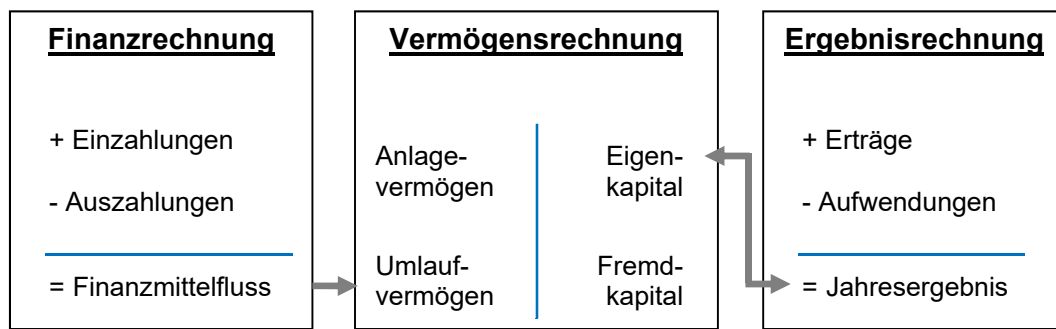 Finanzrechnung
+ Einzahlungen
- Auszahlungen
= Finanzmittelfluss
Vermögensrechnung
Anlage-
vermögen
Umlauf-
vermögen
Eigen-
kapital
Fremd-
kapital
Ergebnisrechnung
+ Erträge
- Aufwendungen
= Jahresergebnis